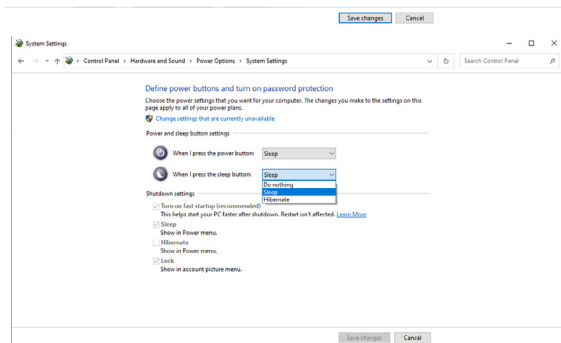 Save changes Cancel
System Settings
Control Panel › Hardware and Sound › Power Options › System Settings
Search Control Panel
Define power buttons and turn on password protection
Choose the power settings that you want for your computer. The changes you make to the settings on this
page apply to all of your power plans.
Change settings that are currently unavailable
Power and sleep button settings
When I press the power button: Sleep
When I press the sleep button: Sleep
Do nothing
Sleep
Hibernate
Shutdown settings
Turn on fast startup (recommended)
This helps start your PC faster after shutdown. Restart isn't affected. Learn More
Sleep
Show in Power menu.
Hibernate
Show in Power menu.
Lock
Show in account picture menu.
Save changes Cancel